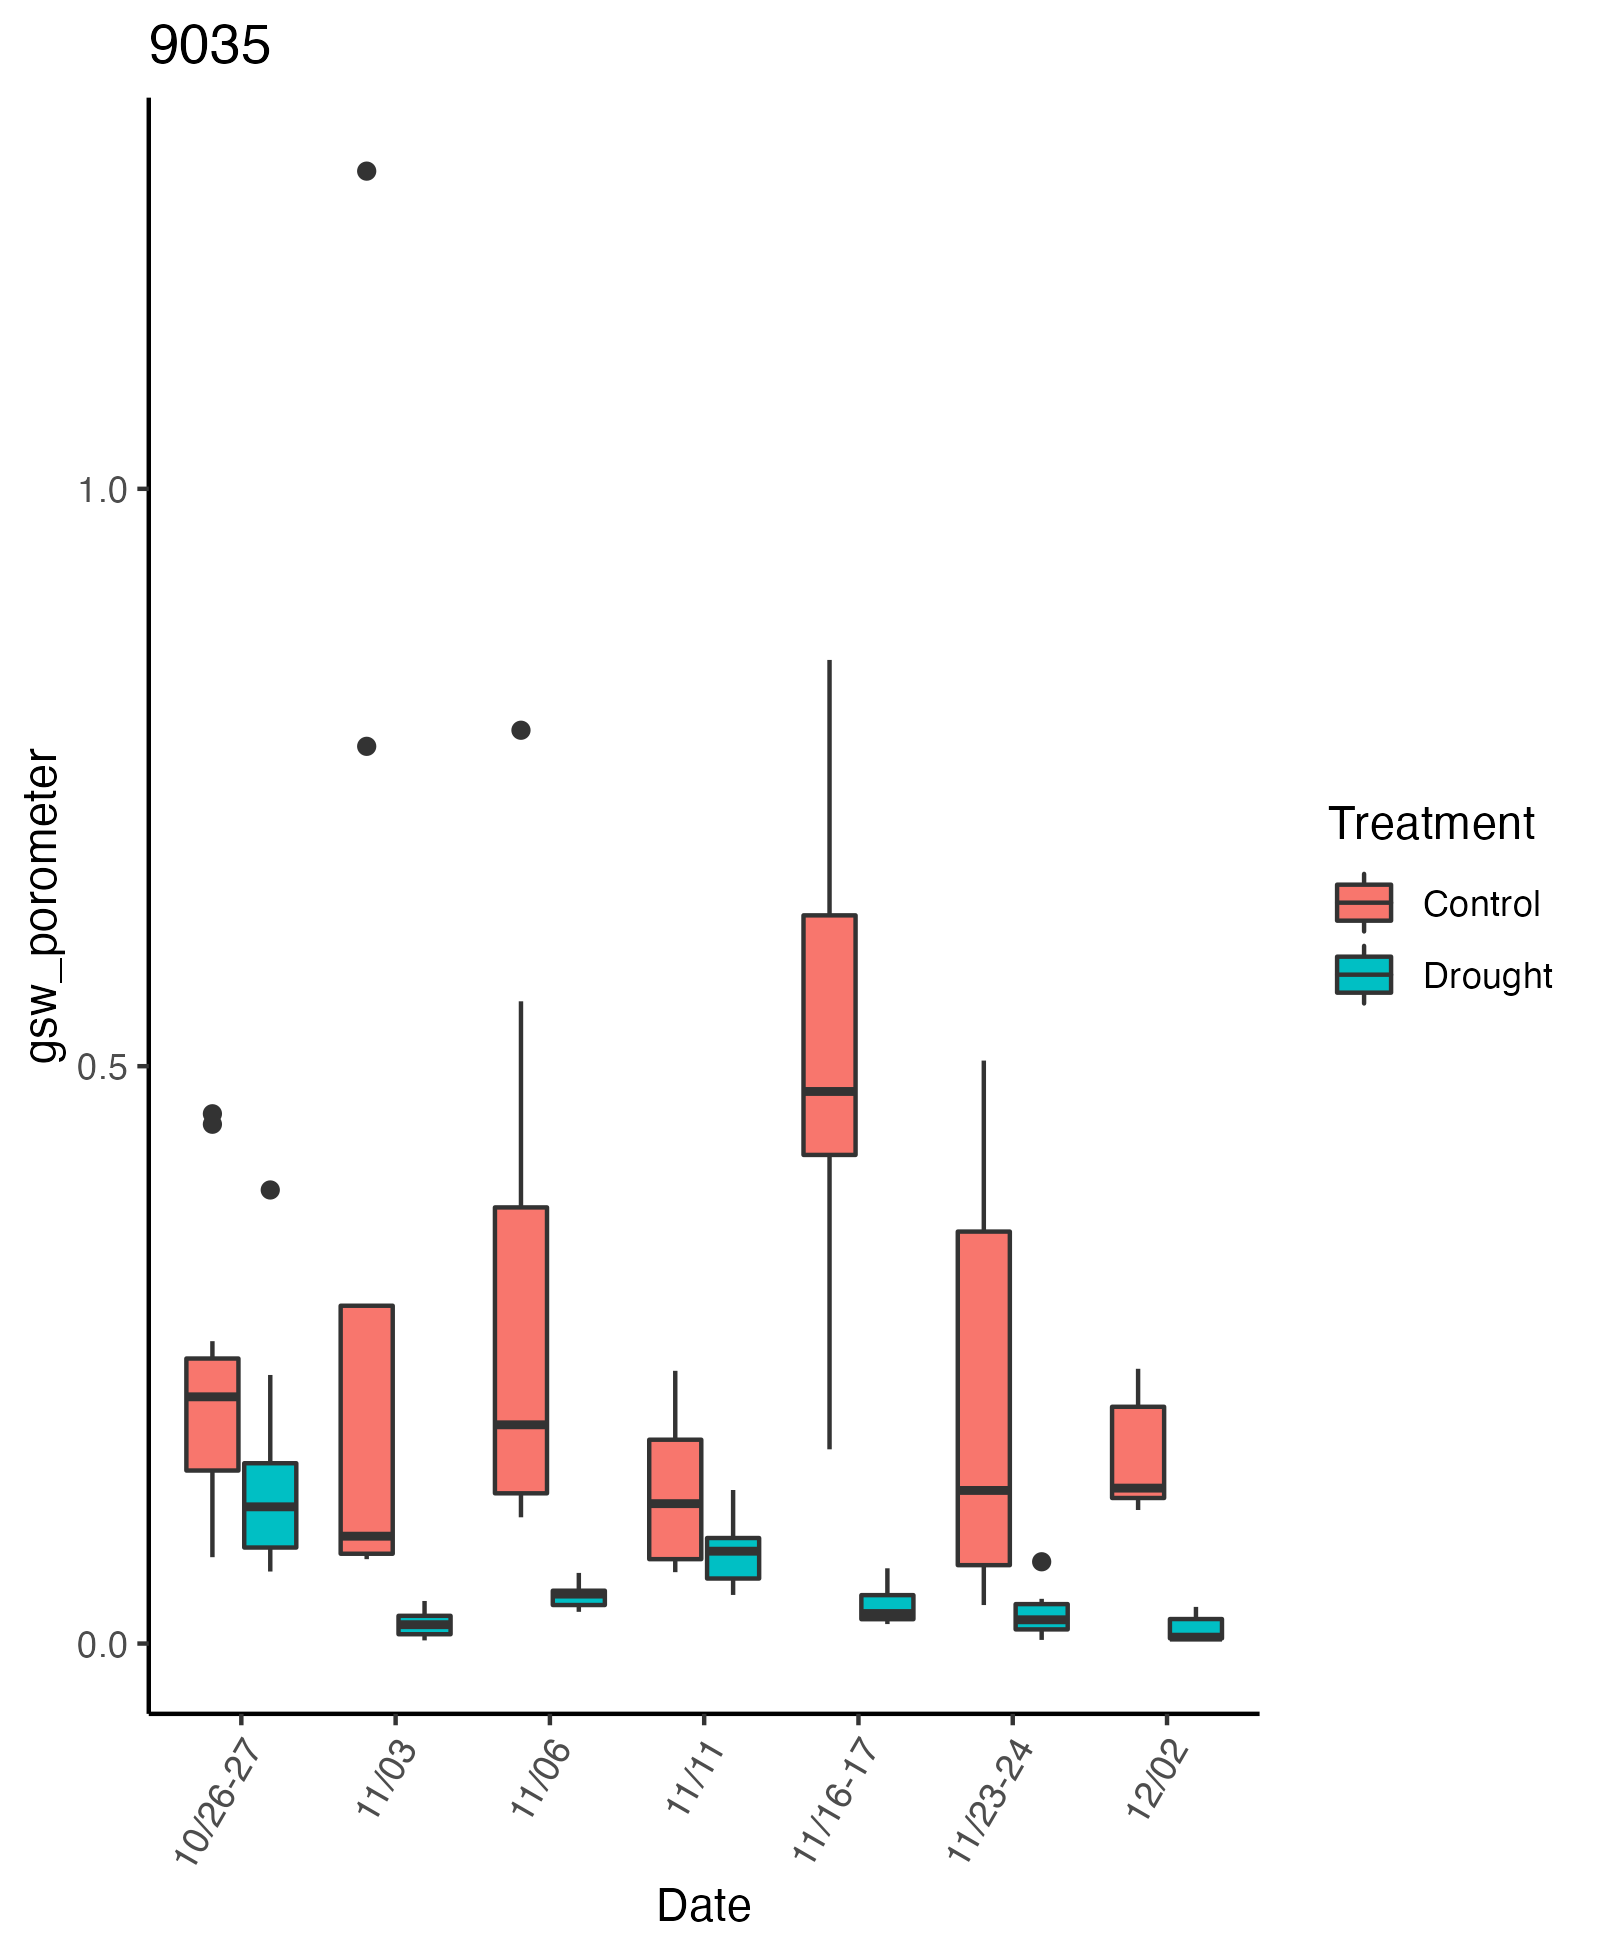 9035
gsw_porometer
1.0
0.5
0.0
10/26-27
11/03
11/06
11/11
11/16-17
11/23-24
12/02
Date
Treatment
Control
Drought